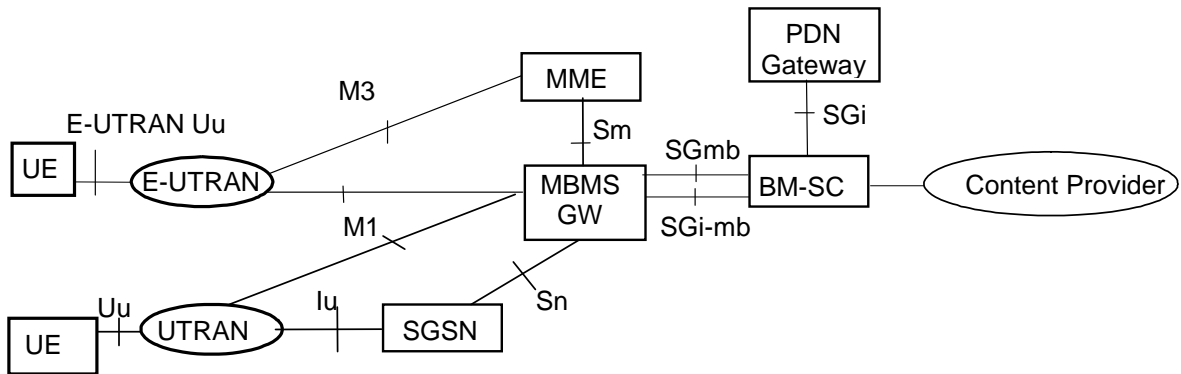 PDN
Gateway
MME
M3
SGi
E-UTRAN Uu
Sm
SGmb
UE
E-UTRAN
MBMS
GW
BM-SC
Content Provider
M1
SGi-mb
Uu
Iu
Sn
UE
UTRAN
SGSN